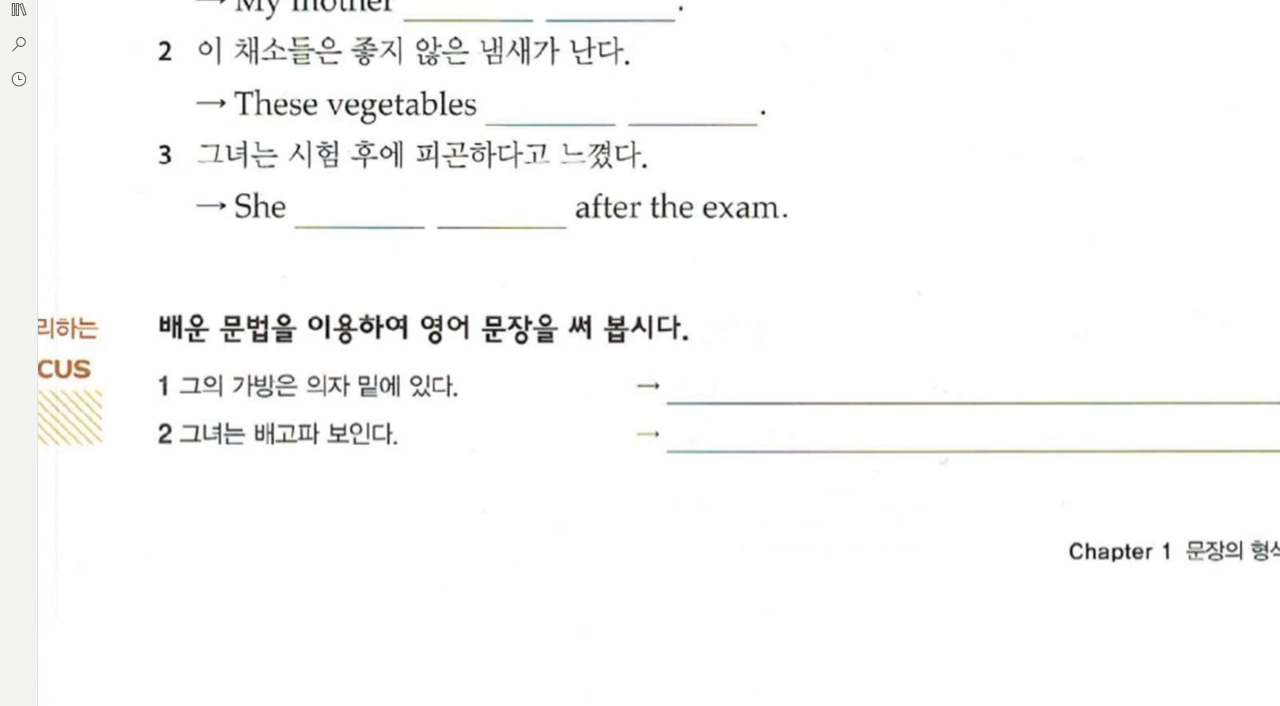 → My mother
2 이 채소들은 좋지 않은 냄새가 난다.
→ These vegetables .
3 그녀는 시험 후에 피곤하다고 느꼈다.
→ She after the exam.
리하는 배운 문법을 이용하여 영어 문장을 써 봅시다.
CUS
1 그의 가방은 의자 밑에 있다. →
2 그녀는 배고파 보인다. →
Chapter 1 문장의 형식